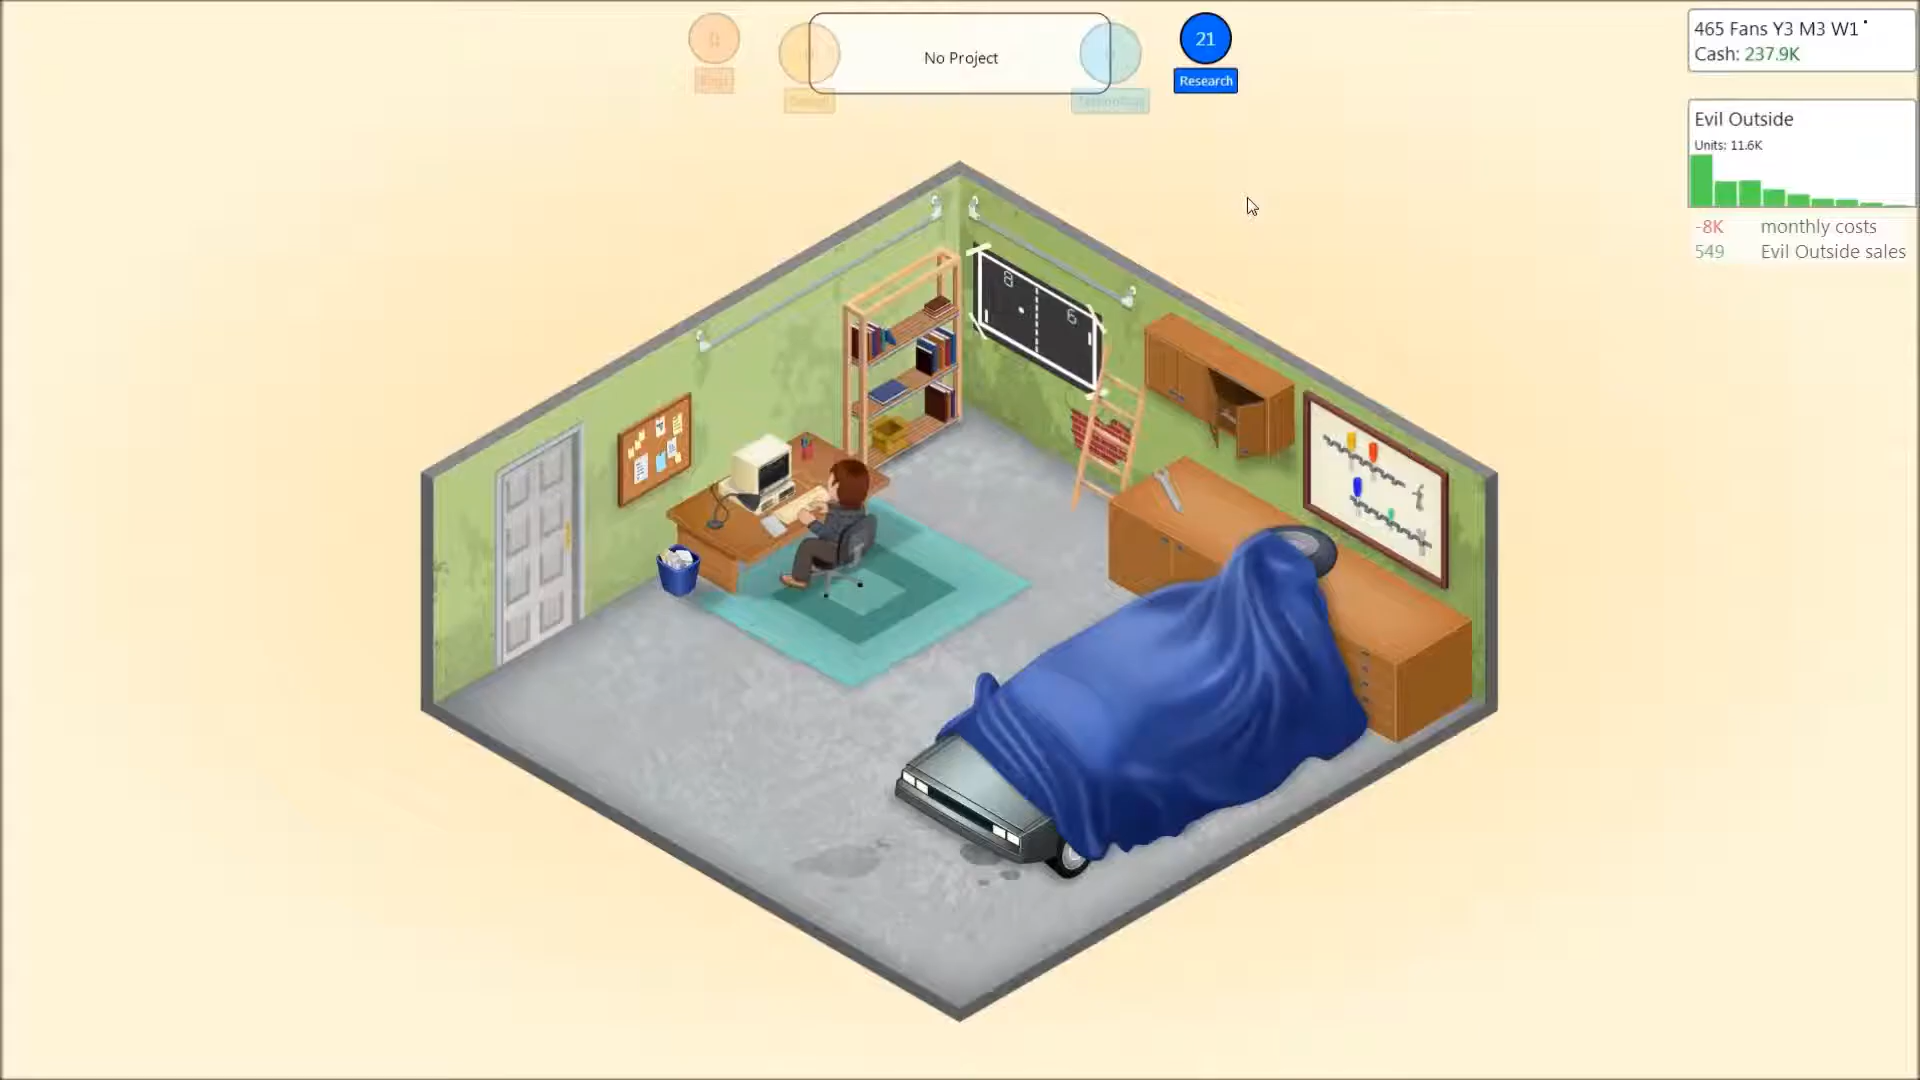 No Project
21
Research
465 Fans Y3 M3 W1
Cash: 237.9K
Evil Outside
Units: 11.6K
-8K monthly costs
549 Evil Outside sales